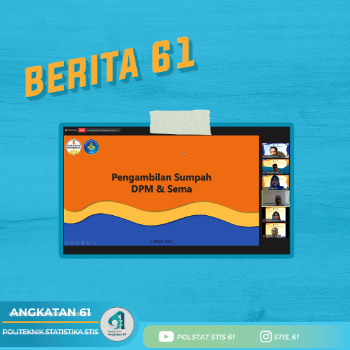 BERITA 61
Pengambilan Sumpah
DPM & Sema
ANGKATAN 61
POLITEKNIK STATISTIKA STIS
POLSTAT STIS 61
STIS_61